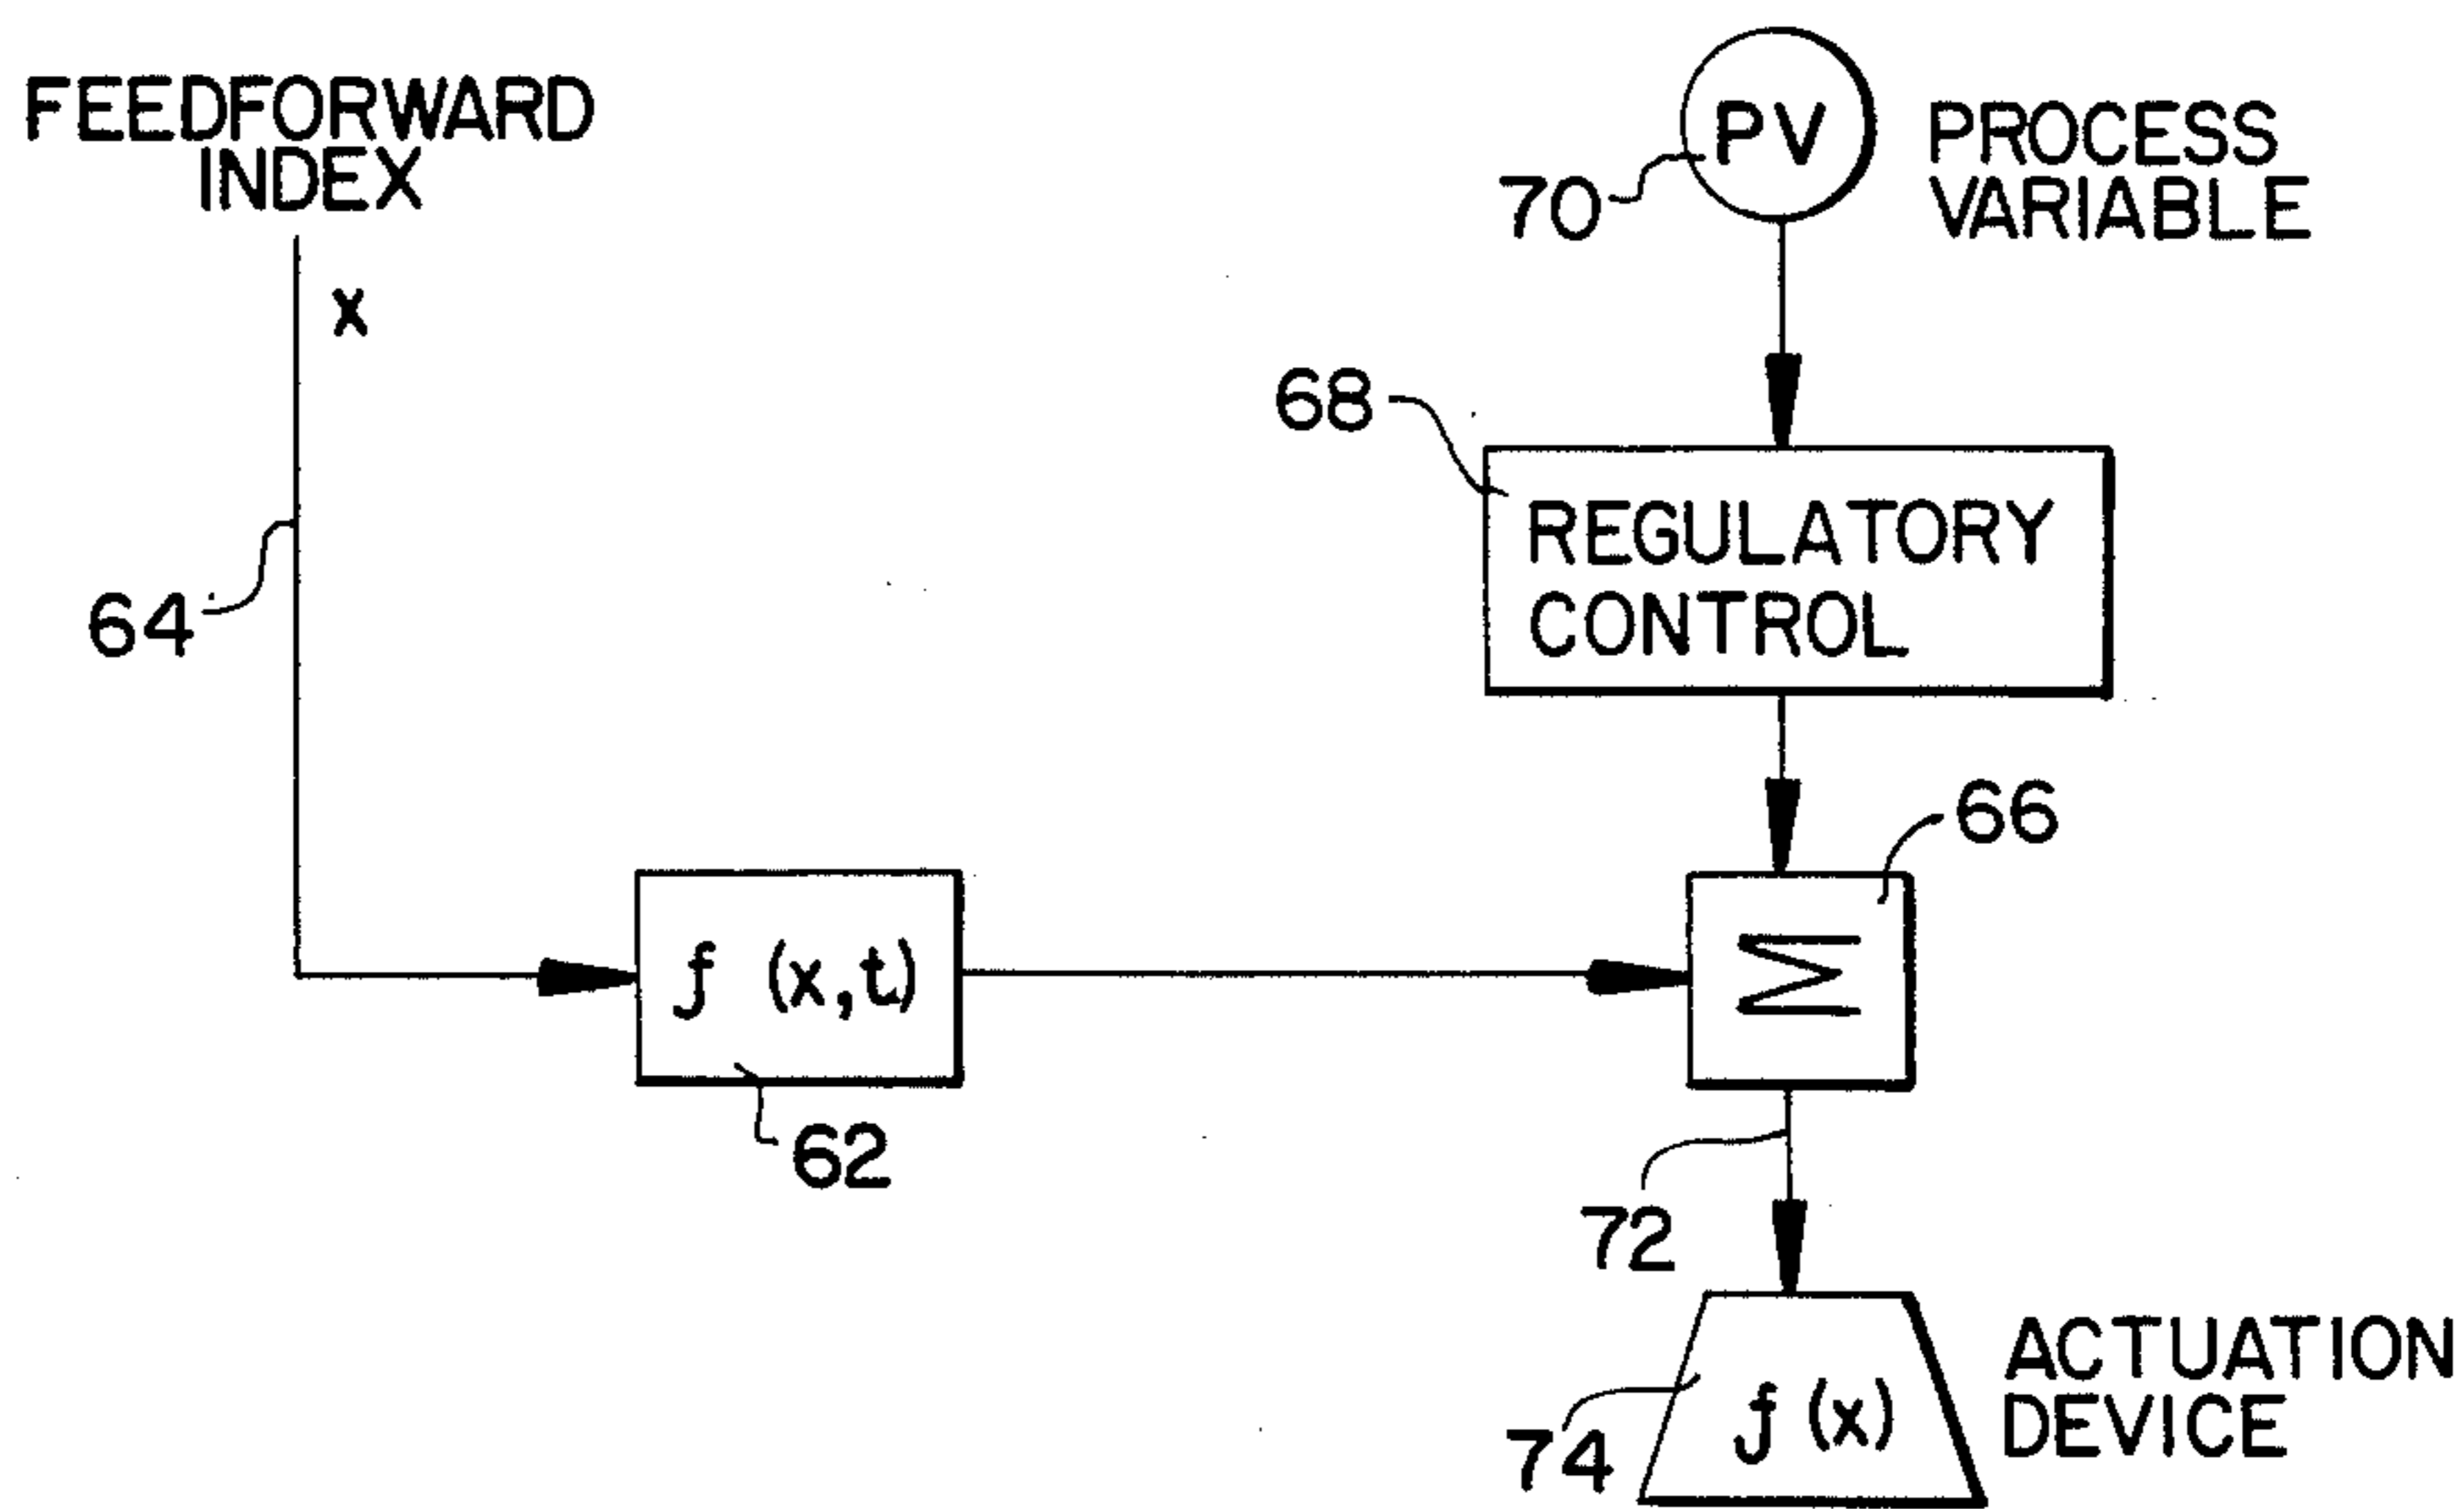 FEEDFORWARD
INDEX
x
64
PV
70
PROCESS
VARIABLE
68
REGULATORY
CONTROL
66
f (x,t)
62
Σ
72
74
f (x)
ACTUATION
DEVICE